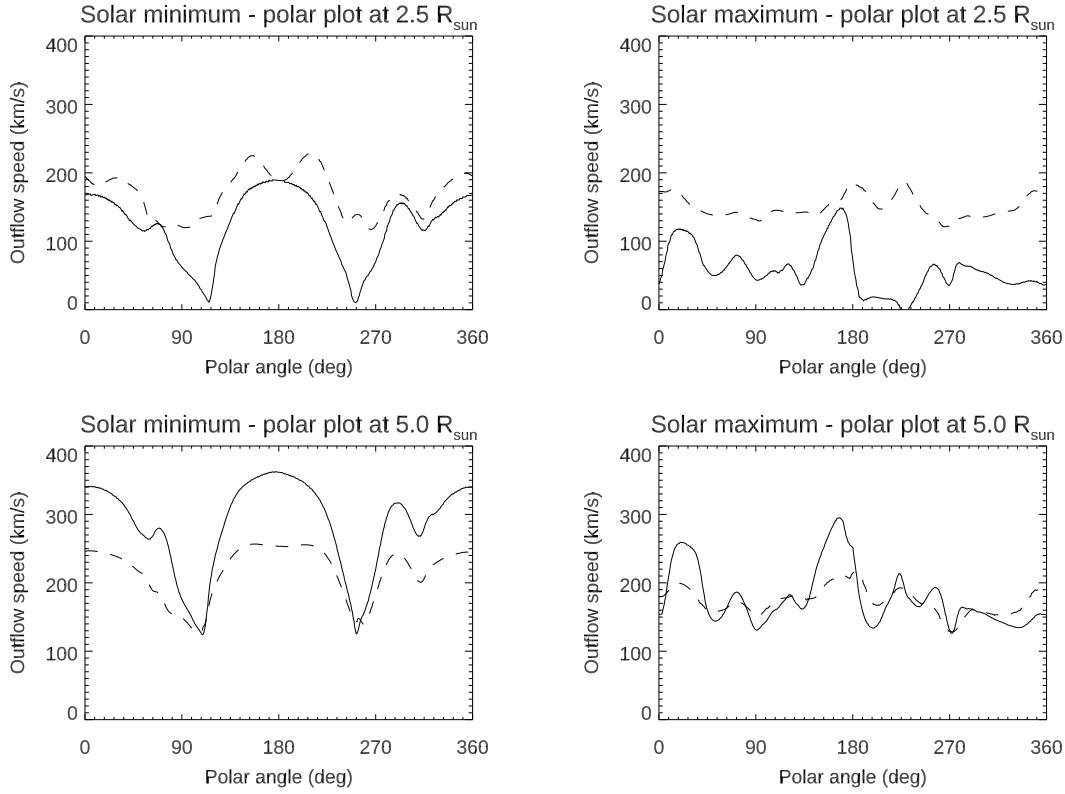 Solar minimum - polar plot at 2.5 Rsun
400
300
200
100
0
Outflow speed (km/s)
0 90 180 270 360
Polar angle (deg)
Solar maximum - polar plot at 2.5 Rsun
400
300
200
100
0
Outflow speed (km/s)
0 90 180 270 360
Polar angle (deg)
Solar minimum - polar plot at 5.0 Rsun
400
300
200
100
0
Outflow speed (km/s)
0 90 180 270 360
Polar angle (deg)
Solar maximum - polar plot at 5.0 Rsun
400
300
200
100
0
Outflow speed (km/s)
0 90 180 270 360
Polar angle (deg)